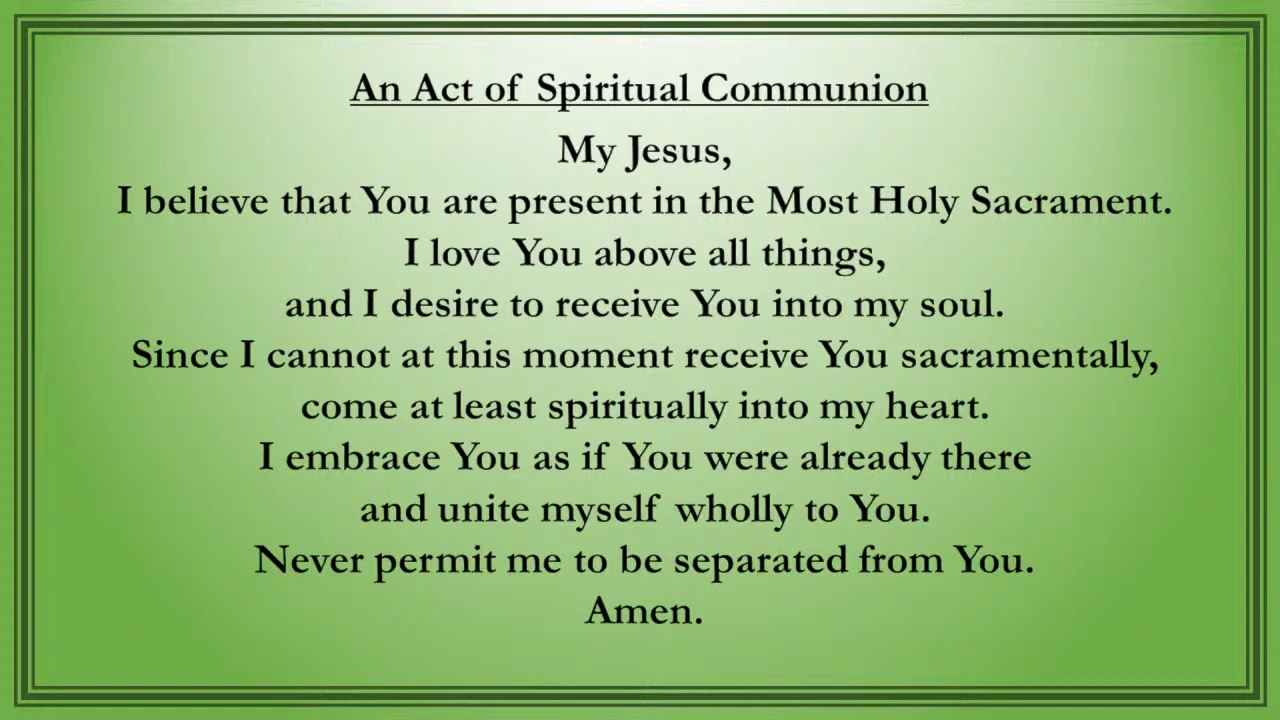 An Act of Spiritual Communion
My Jesus,
I believe that You are present in the Most Holy Sacrament.
I love You above all things,
and I desire to receive You into my soul.
Since I cannot at this moment receive You sacramentally,
come at least spiritually into my heart.
I embrace You as if You were already there
and unite myself wholly to You.
Never permit me to be separated from You.
Amen.